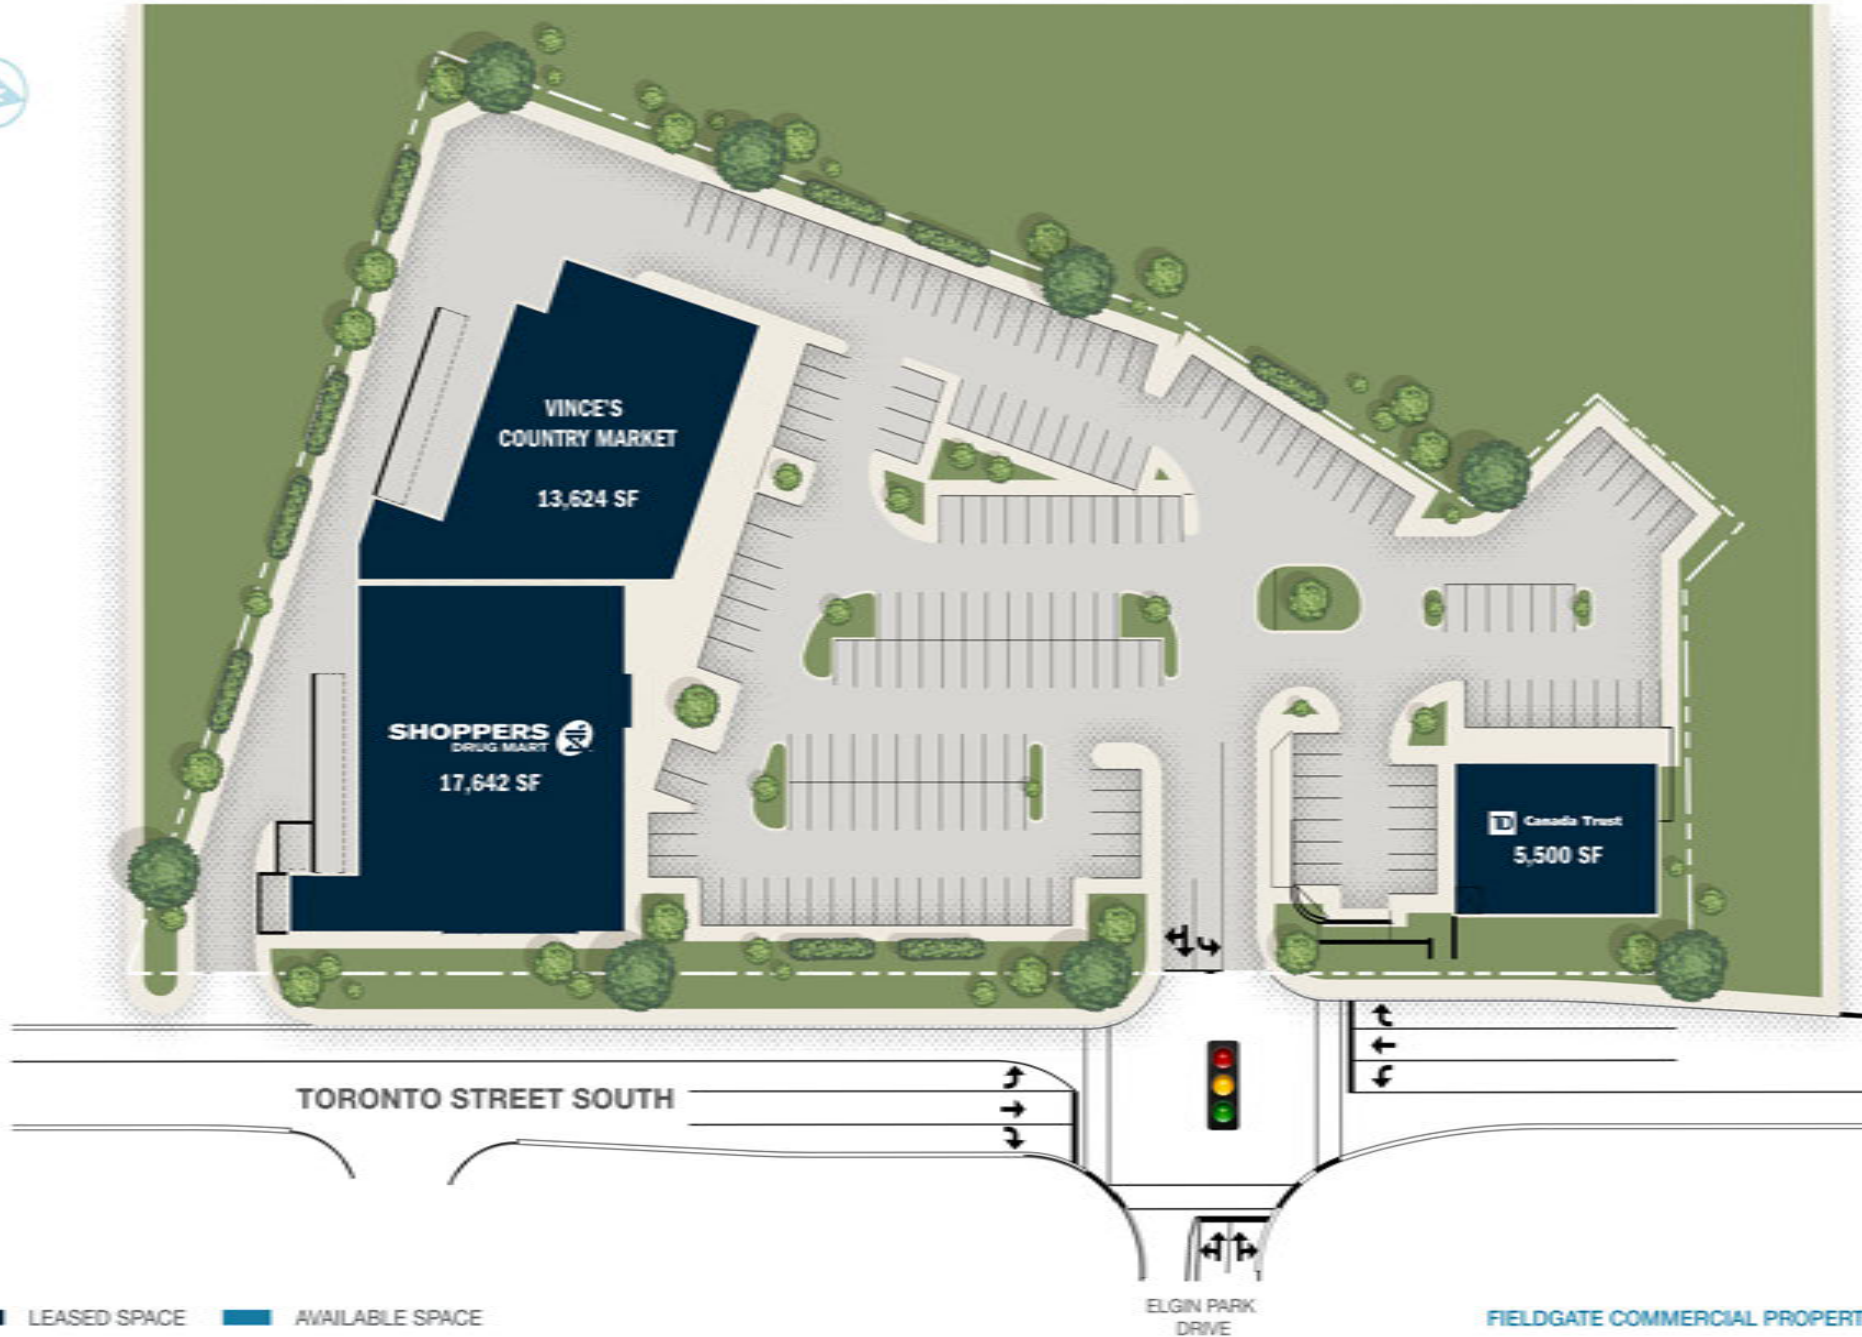 VINCE'S
COUNTRY MARKET
13,624 SF
SHOPPERS
DRUG MART
17,642 SF
TD Canada Trust
5,500 SF
TORONTO STREET SOUTH
ELGIN PARK
DRIVE
LEASED SPACE
AVAILABLE SPACE
FIELDGATE COMMERCIAL PROPERT